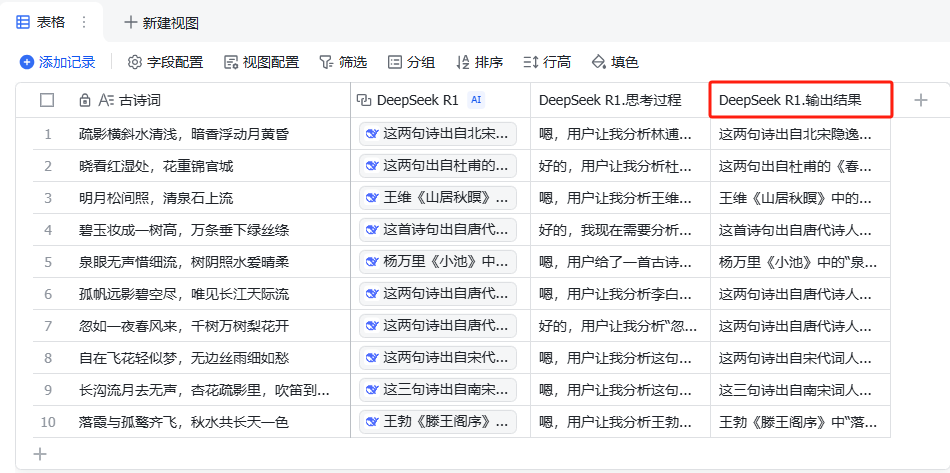 表格 新建视图
添加记录 字段配置 视图配置 筛选 分组 排序 行高 填色
古诗词 DeepSeek R1 AI DeepSeek R1.思考过程 DeepSeek R1.输出结果
1 疏影横斜水清浅，暗香浮动月黄昏 这两句诗出自北宋... 嗯，用户让我分析林逋... 这两句诗出自北宋隐逸...
2 晓看红湿处，花重锦官城 这两句出自杜甫的... 好的，用户让我分析杜... 这两句出自杜甫的《春...
3 明月松间照，清泉石上流 王维《山居秋暝》... 嗯，用户让我分析王维... 王维《山居秋暝》中的...
4 碧玉妆成一树高，万条垂下绿丝绦 这首诗句出自唐代... 好的，我现在需要分析... 这首诗句出自唐代诗人...
5 泉眼无声惜细流，树阴照水爱晴柔 杨万里《小池》中... 嗯，用户给了一首古诗... 杨万里《小池》中的“泉...
6 孤帆远影碧空尽，唯见长江天际流 这两句诗出自唐代... 嗯，用户让我分析李白... 这两句诗出自唐代诗人...
7 忽如一夜春风来，千树万树梨花开 这两句诗出自唐代... 好的，用户让我分析“忽... 这两句诗出自唐代诗人...
8 自在飞花轻似梦，无边丝雨细如愁 这两句诗出自宋代... 嗯，用户让我分析这句... 这两句诗出自宋代词人...
9 长沟流月去无声，杏花疏影里，吹笛到... 这三句诗出自南宋... 嗯，用户让我分析这句... 这三句诗出自南宋词人...
10 落霞与孤鹜齐飞，秋水共长天一色 王勃《滕王阁序》... 嗯，用户让我分析王勃... 王勃《滕王阁序》中“落...